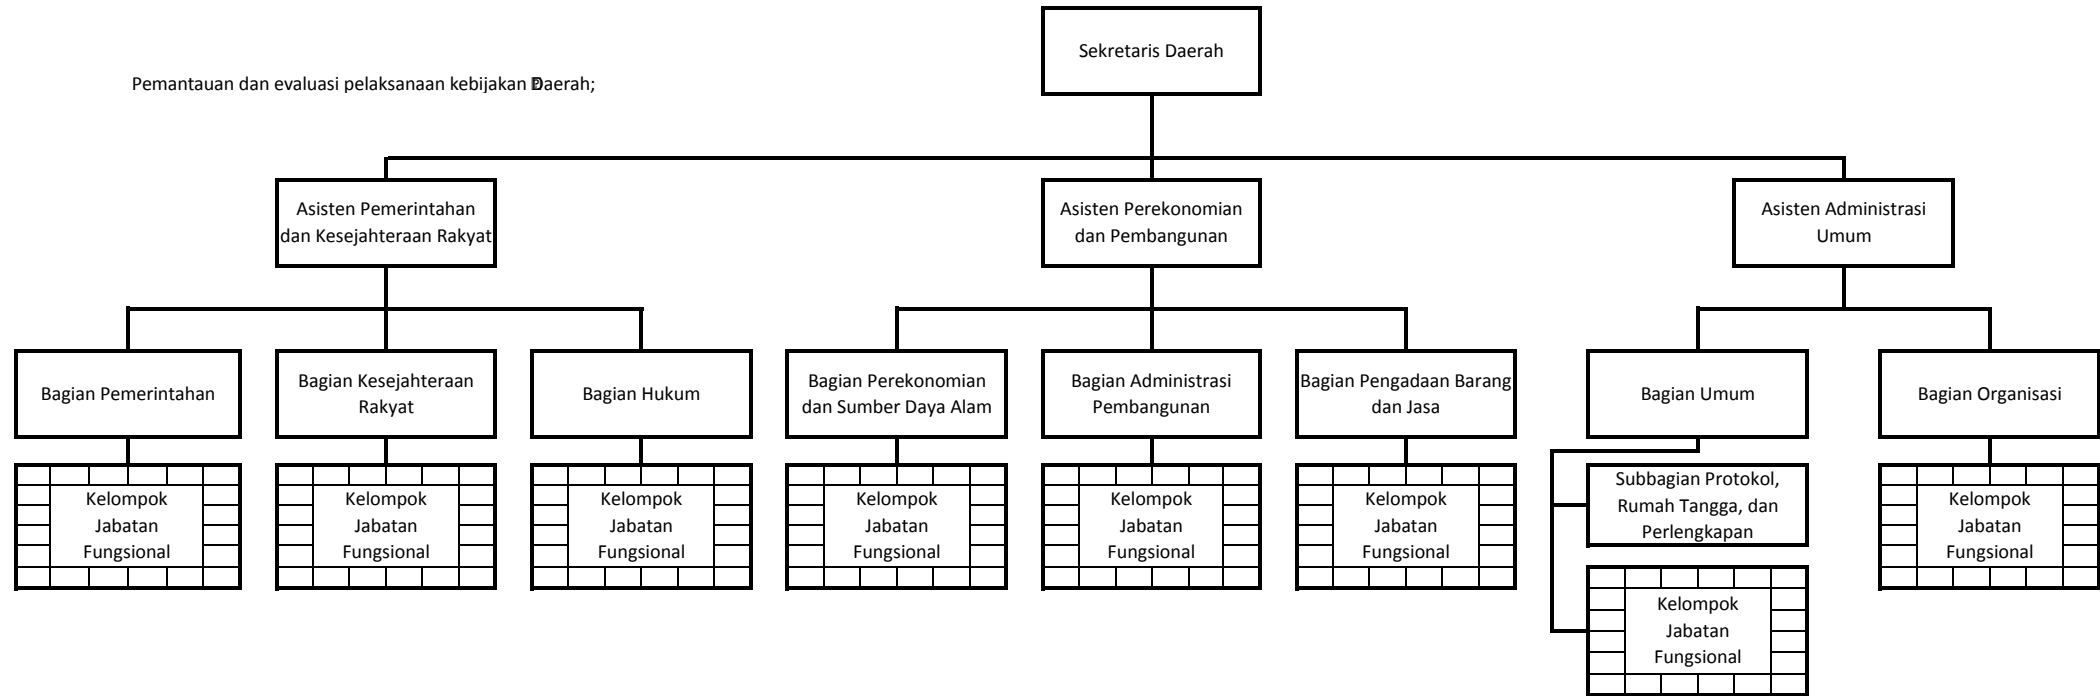 Sekretaris Daerah
Pemantauan dan evaluasi pelaksanaan kebijakan Daerah;
Asisten Pemerintahan
dan Kesejahteraan Rakyat
Asisten Perekonomian
dan Pembangunan
Asisten Administrasi
Umum
Bagian Pemerintahan
Bagian Kesejahteraan
Rakyat
Bagian Hukum
Bagian Perekonomian
dan Sumber Daya Alam
Bagian Administrasi
Pembangunan
Bagian Pengadaan Barang
dan Jasa
Bagian Umum
Bagian Organisasi
Kelompok
Jabatan
Fungsional
Kelompok
Jabatan
Fungsional
Kelompok
Jabatan
Fungsional
Kelompok
Jabatan
Fungsional
Kelompok
Jabatan
Fungsional
Kelompok
Jabatan
Fungsional
Subbagian Protokol,
Rumah Tangga, dan
Perlengkapan
Kelompok
Jabatan
Fungsional
Kelompok
Jabatan
Fungsional